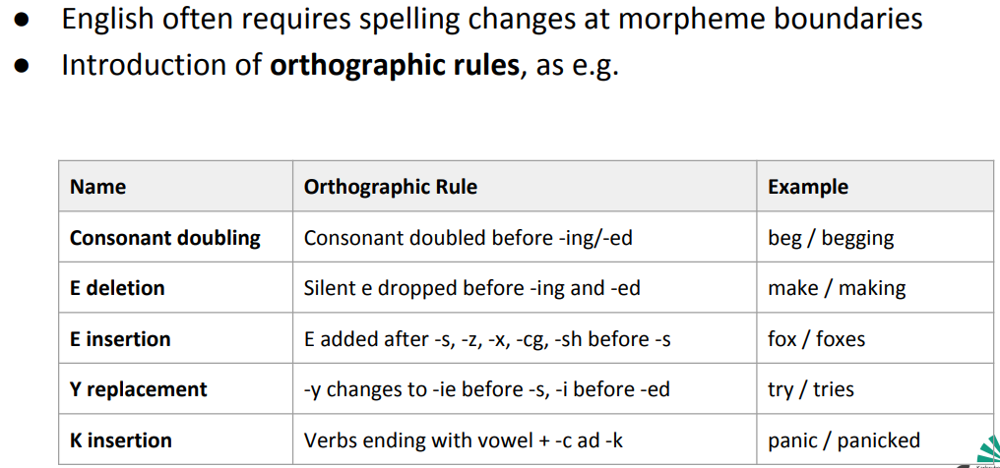 ● English often requires spelling changes at morpheme boundaries
● Introduction of orthographic rules, as e.g.
Name Orthographic Rule Example
Consonant doubling Consonant doubled before -ing/-ed beg / begging
E deletion Silent e dropped before -ing and -ed make / making
E insertion E added after -s, -z, -x, -cg, -sh before -s fox / foxes
Y replacement -y changes to -ie before -s, -i before -ed try / tries
K insertion Verbs ending with vowel + -c ad -k panic / panicked